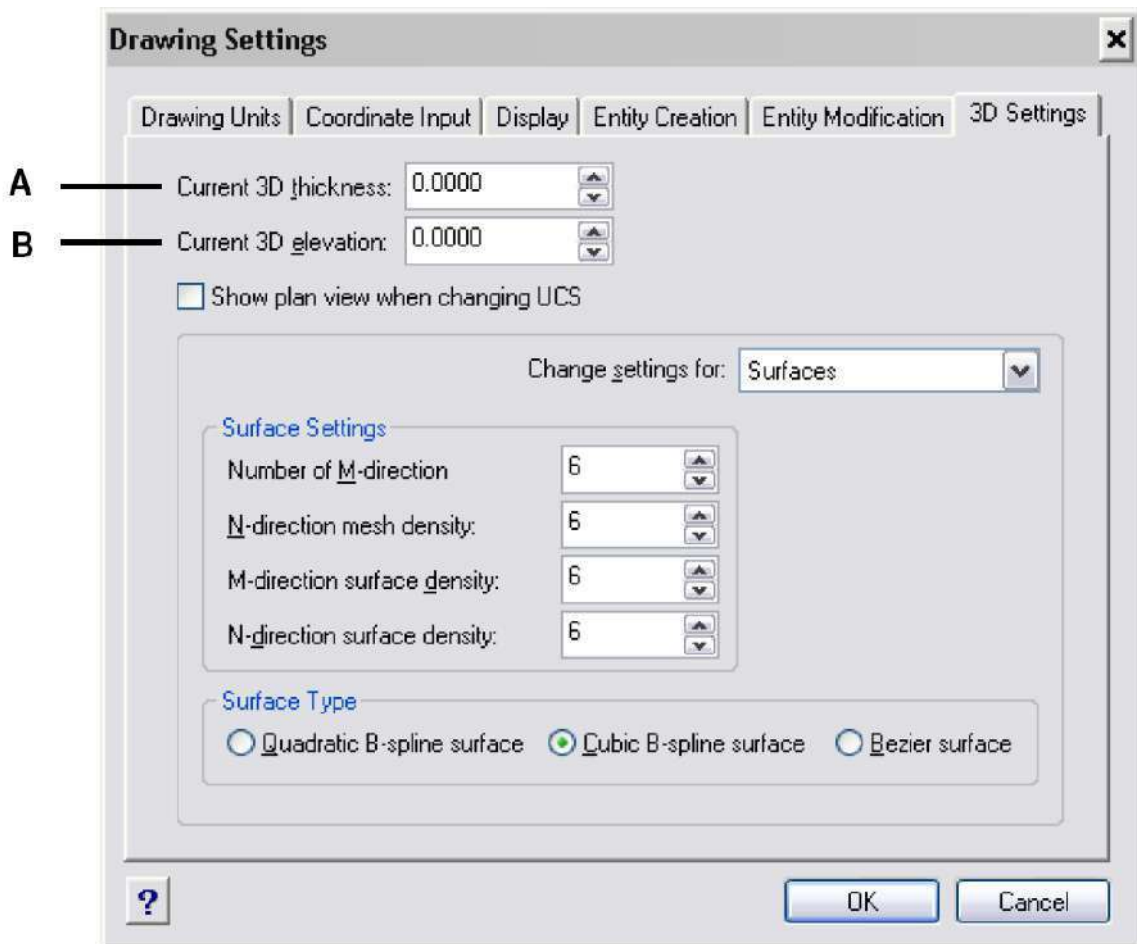 Drawing Settings
Drawing Units Coordinate Input Display Entity Creation Entity Modification 3D Settings
A Current 3D thickness: 0.0000
B Current 3D elevation: 0.0000
Show plan view when changing UCS
Change settings for: Surfaces
Surface Settings
Number of M-direction 6
N-direction mesh density: 6
M-direction surface density: 6
N-direction surface density: 6
Surface Type
Quadratic B-spline surface Cubic B-spline surface Bezier surface
? OK Cancel